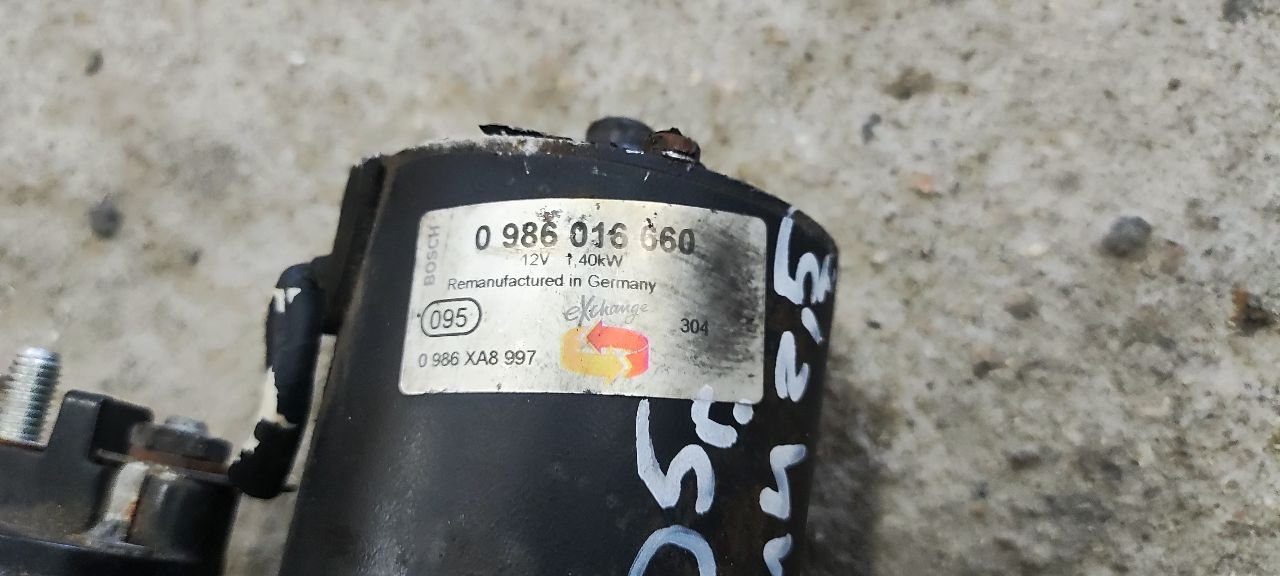 BOSCH
0 986 016 660
12V 1,40kW
Remanufactured in Germany
eXchange
095
304
0 986 XA8 997